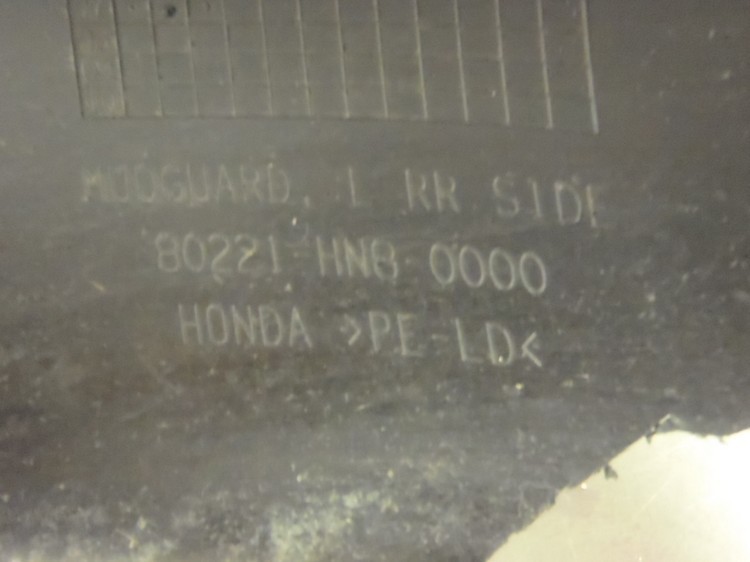 MUDGUARD, L RR SIDE
80221-HN8-0000
HONDA >PE-LD<